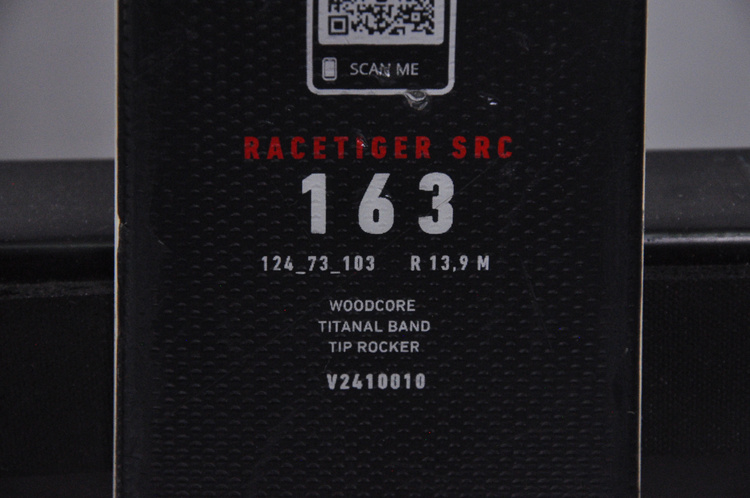 SCAN ME
RACETIGER SRC
163
124_73_103 R 13,9 M
WOODCORE
TITANAL BAND
TIP ROCKER
V2410010